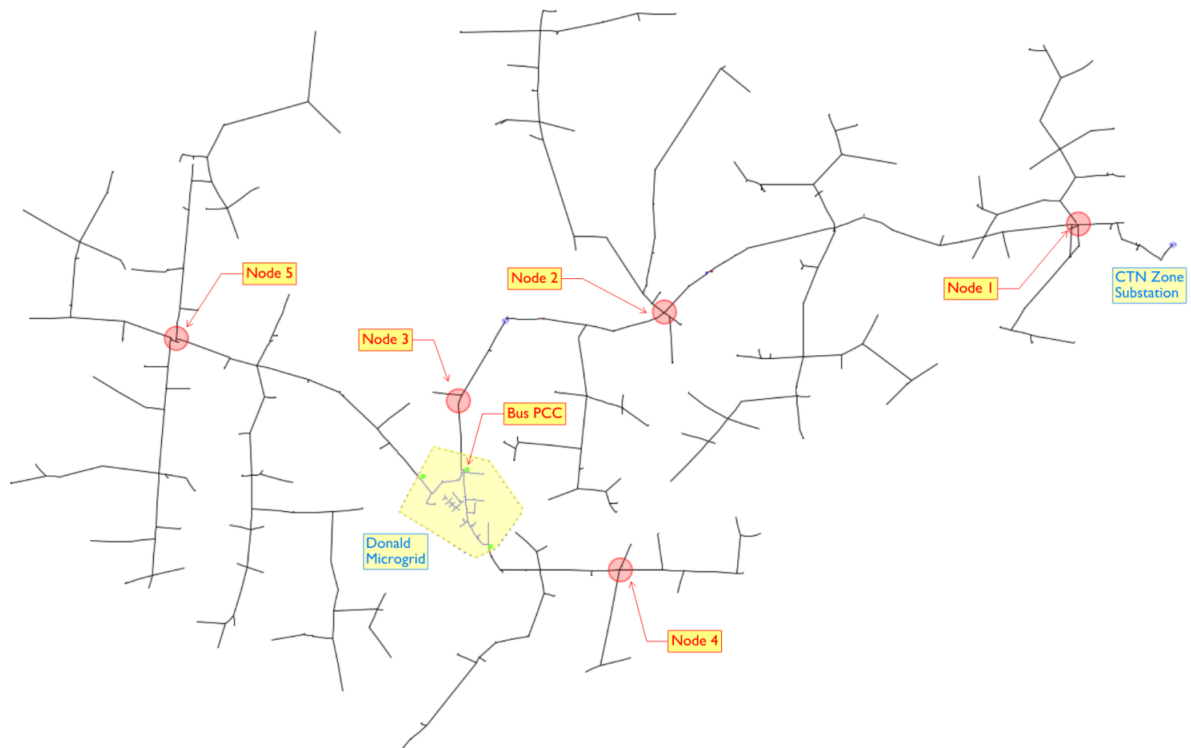 Node 5
Node 2
Node 1
CTN Zone
Substation
Node 3
Bus PCC
Donald
Microgrid
Node 4